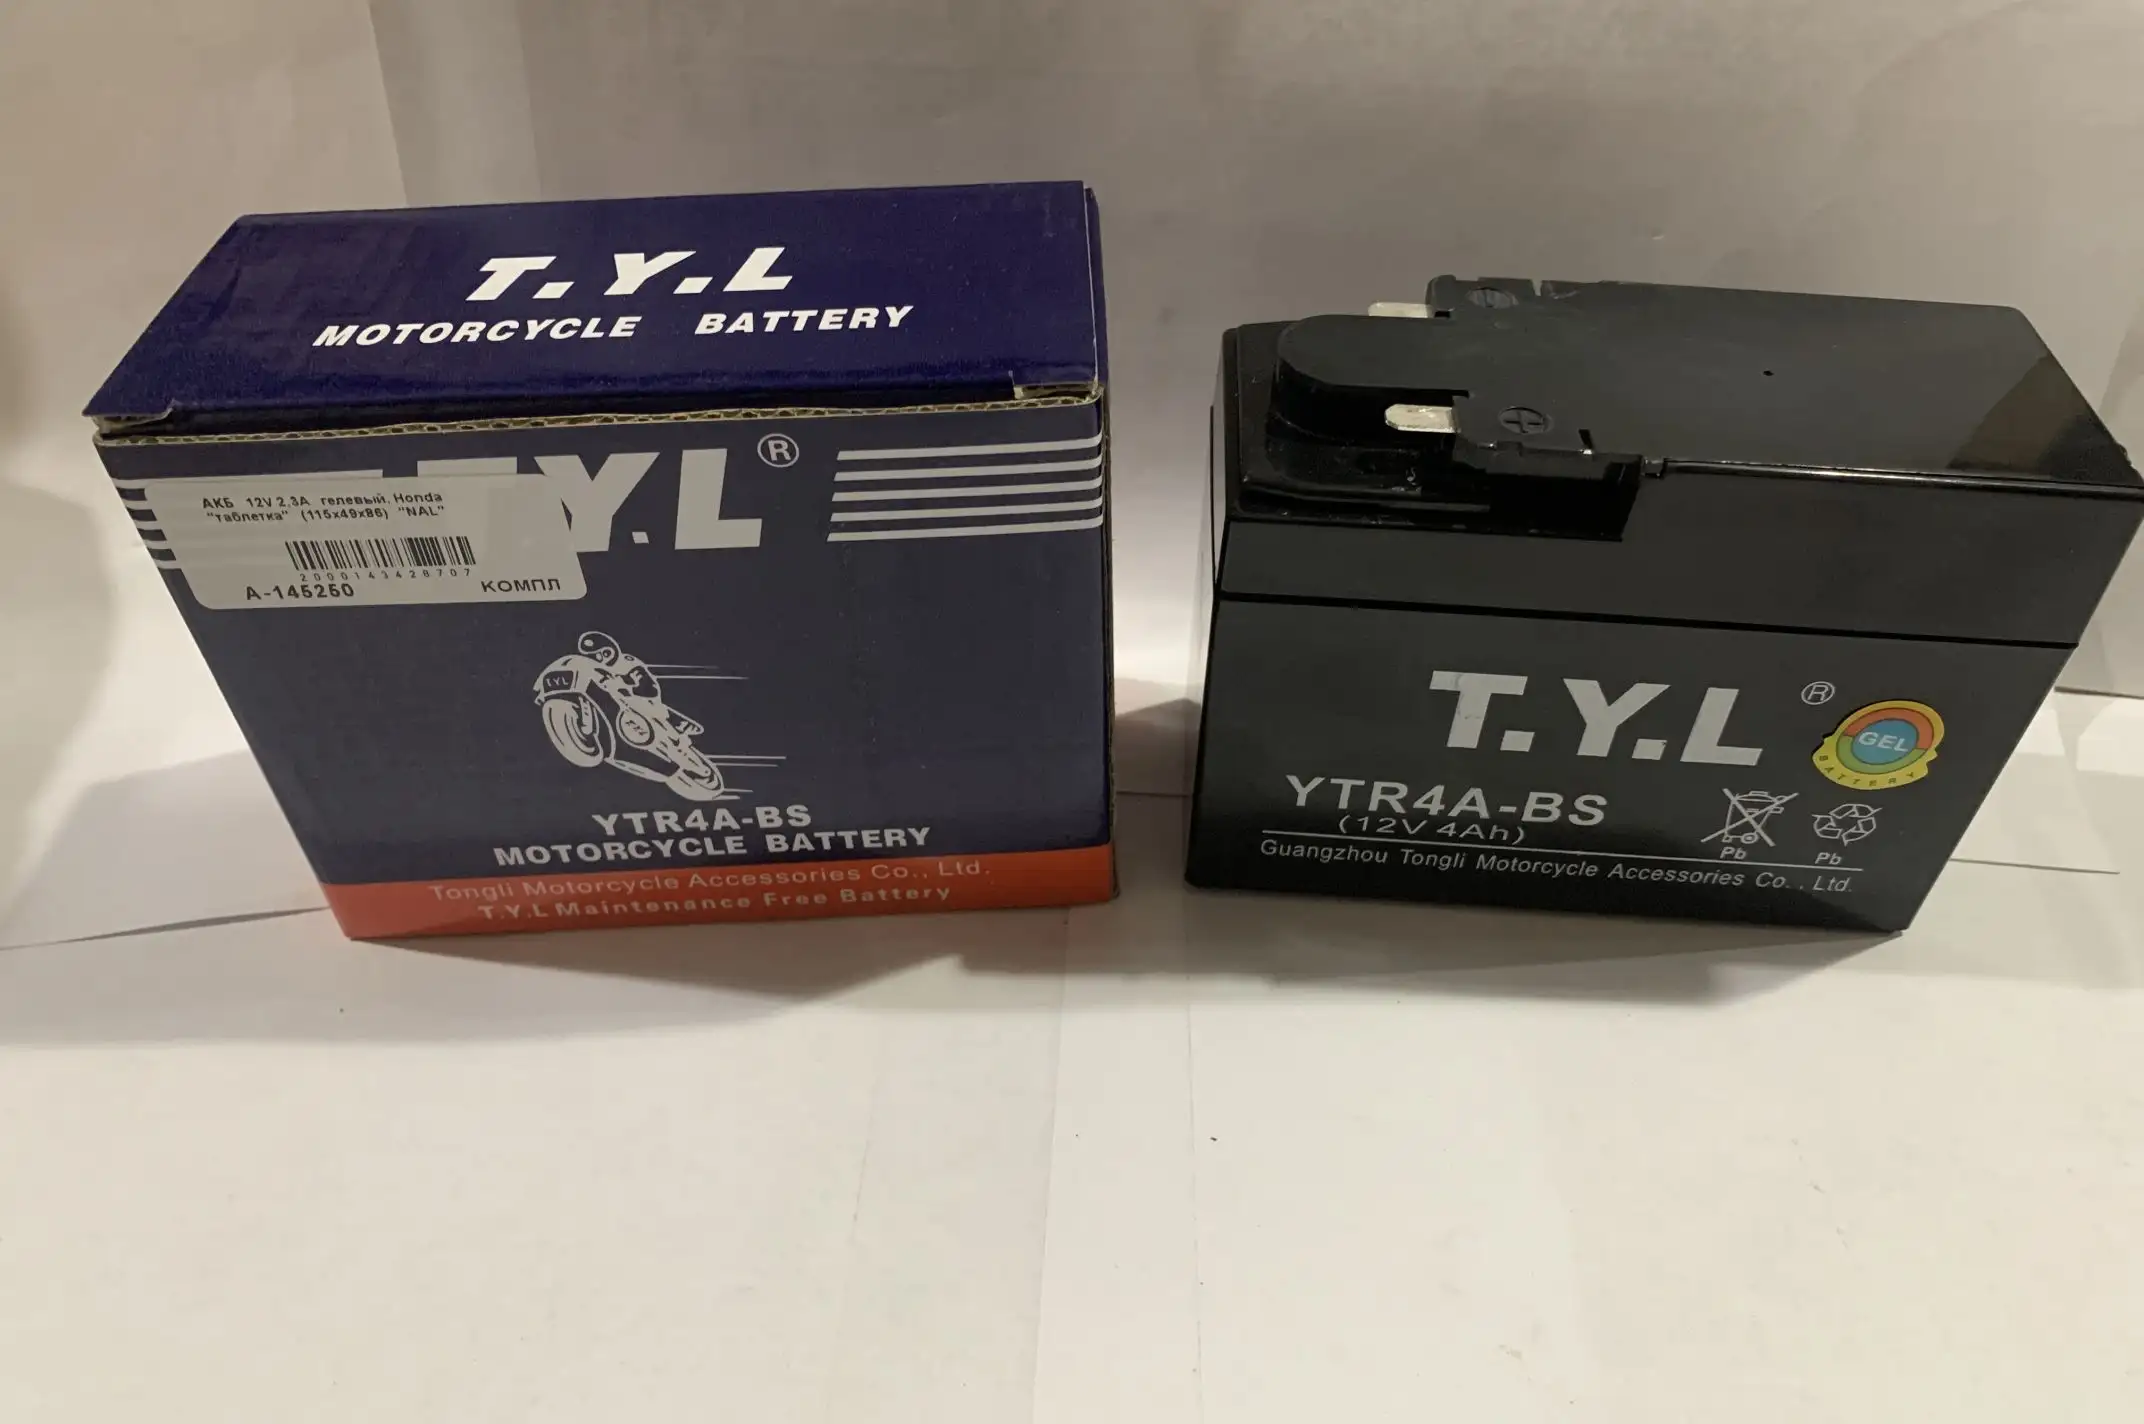 T.Y.L
MOTORCYCLE BATTERY
T.Y.L®
АКБ 12V 2,3А гелевый, Honda
"таблетка" (115x49x86) "NAL"
2000143428707
А-145250 КОМПЛ
TYL
YTR4A-BS
MOTORCYCLE BATTERY
Tongli Motorcycle Accessories Co., Ltd.
T.Y.L Maintenance Free Battery
T.Y.L®
GEL
BATTERY
YTR4A-BS
(12V 4Ah)
Pb Pb
Guangzhou Tongli Motorcycle Accessories Co., Ltd.